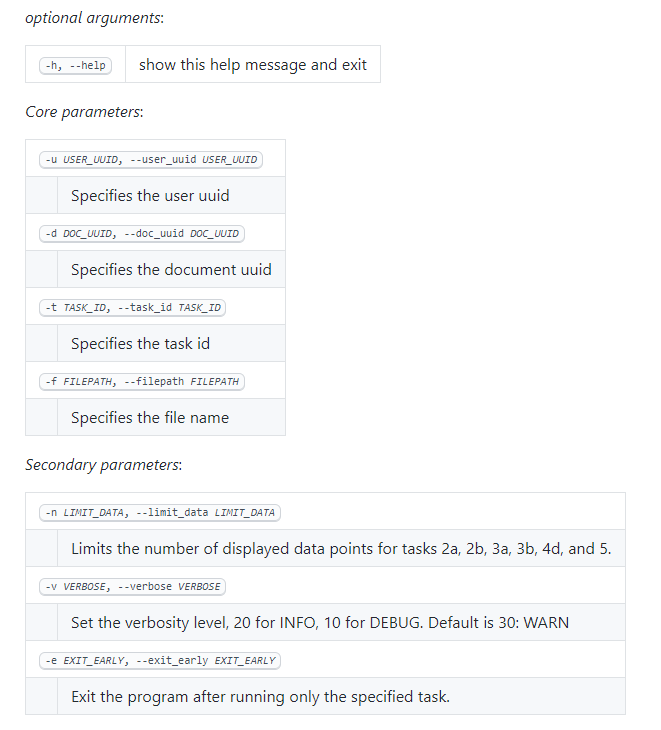 optional arguments:
-h, --help show this help message and exit
Core parameters:
-u USER_UUID, --user_uuid USER_UUID
Specifies the user uuid
-d DOC_UUID, --doc_uuid DOC_UUID
Specifies the document uuid
-t TASK_ID, --task_id TASK_ID
Specifies the task id
-f FILEPATH, --filepath FILEPATH
Specifies the file name
Secondary parameters:
-n LIMIT_DATA, --limit_data LIMIT_DATA
Limits the number of displayed data points for tasks 2a, 2b, 3a, 3b, 4d, and 5.
-v VERBOSE, --verbose VERBOSE
Set the verbosity level, 20 for INFO, 10 for DEBUG. Default is 30: WARN
-e EXIT_EARLY, --exit_early EXIT_EARLY
Exit the program after running only the specified task.